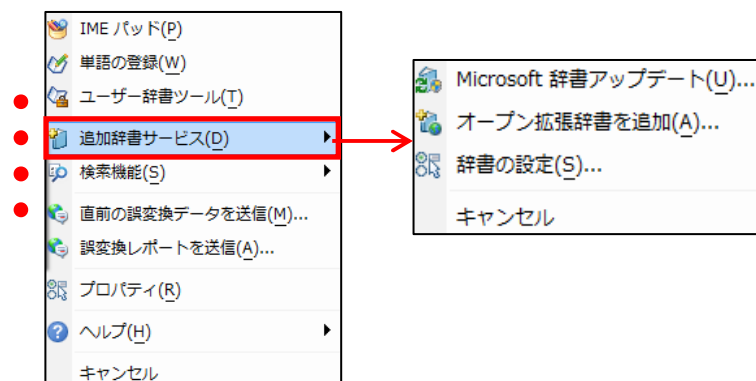 IME パッド(P)
単語の登録(W)
ユーザー辞書ツール(T)
追加辞書サービス(D)
検索機能(S)
直前の誤変換データを送信(M)...
誤変換レポートを送信(A)...
プロパティ(R)
ヘルプ(H)
キャンセル
Microsoft 辞書アップデート(U)...
オープン拡張辞書を追加(A)...
辞書の設定(S)...
キャンセル